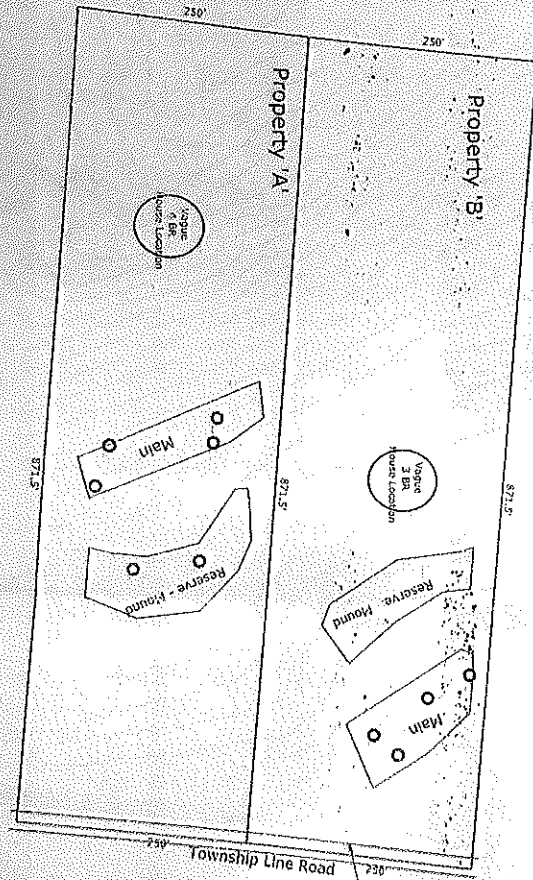 250'
250'
Property 'A'
Property 'B'
Vague
BR
House Location
Vague
3 BR
House Location
Main
871.5'
871.5'
871.5'
Reserve - Mound
Reserve Mound
Main
250'
Township Line Road
250'